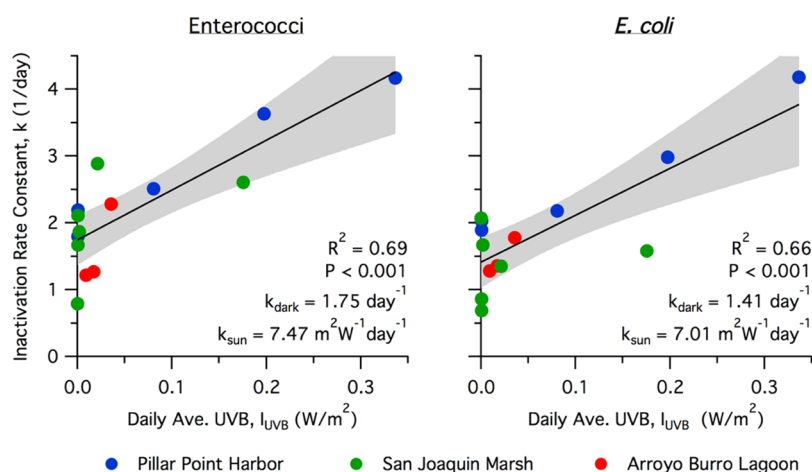 Enterococci
Inactivation Rate Constant, k (1/day)
4
3
2
1
0
R² = 0.69
P < 0.001
k_dark = 1.75 day⁻¹
k_sun = 7.47 m²W⁻¹day⁻¹
0.0 0.1 0.2 0.3
Daily Ave. UVB, I_UVB (W/m²)
E. coli
R² = 0.66
P < 0.001
k_dark = 1.41 day⁻¹
k_sun = 7.01 m²W⁻¹day⁻¹
0.0 0.1 0.2 0.3
Daily Ave. UVB, I_UVB (W/m²)
Pillar Point Harbor San Joaquin Marsh Arroyo Burro Lagoon